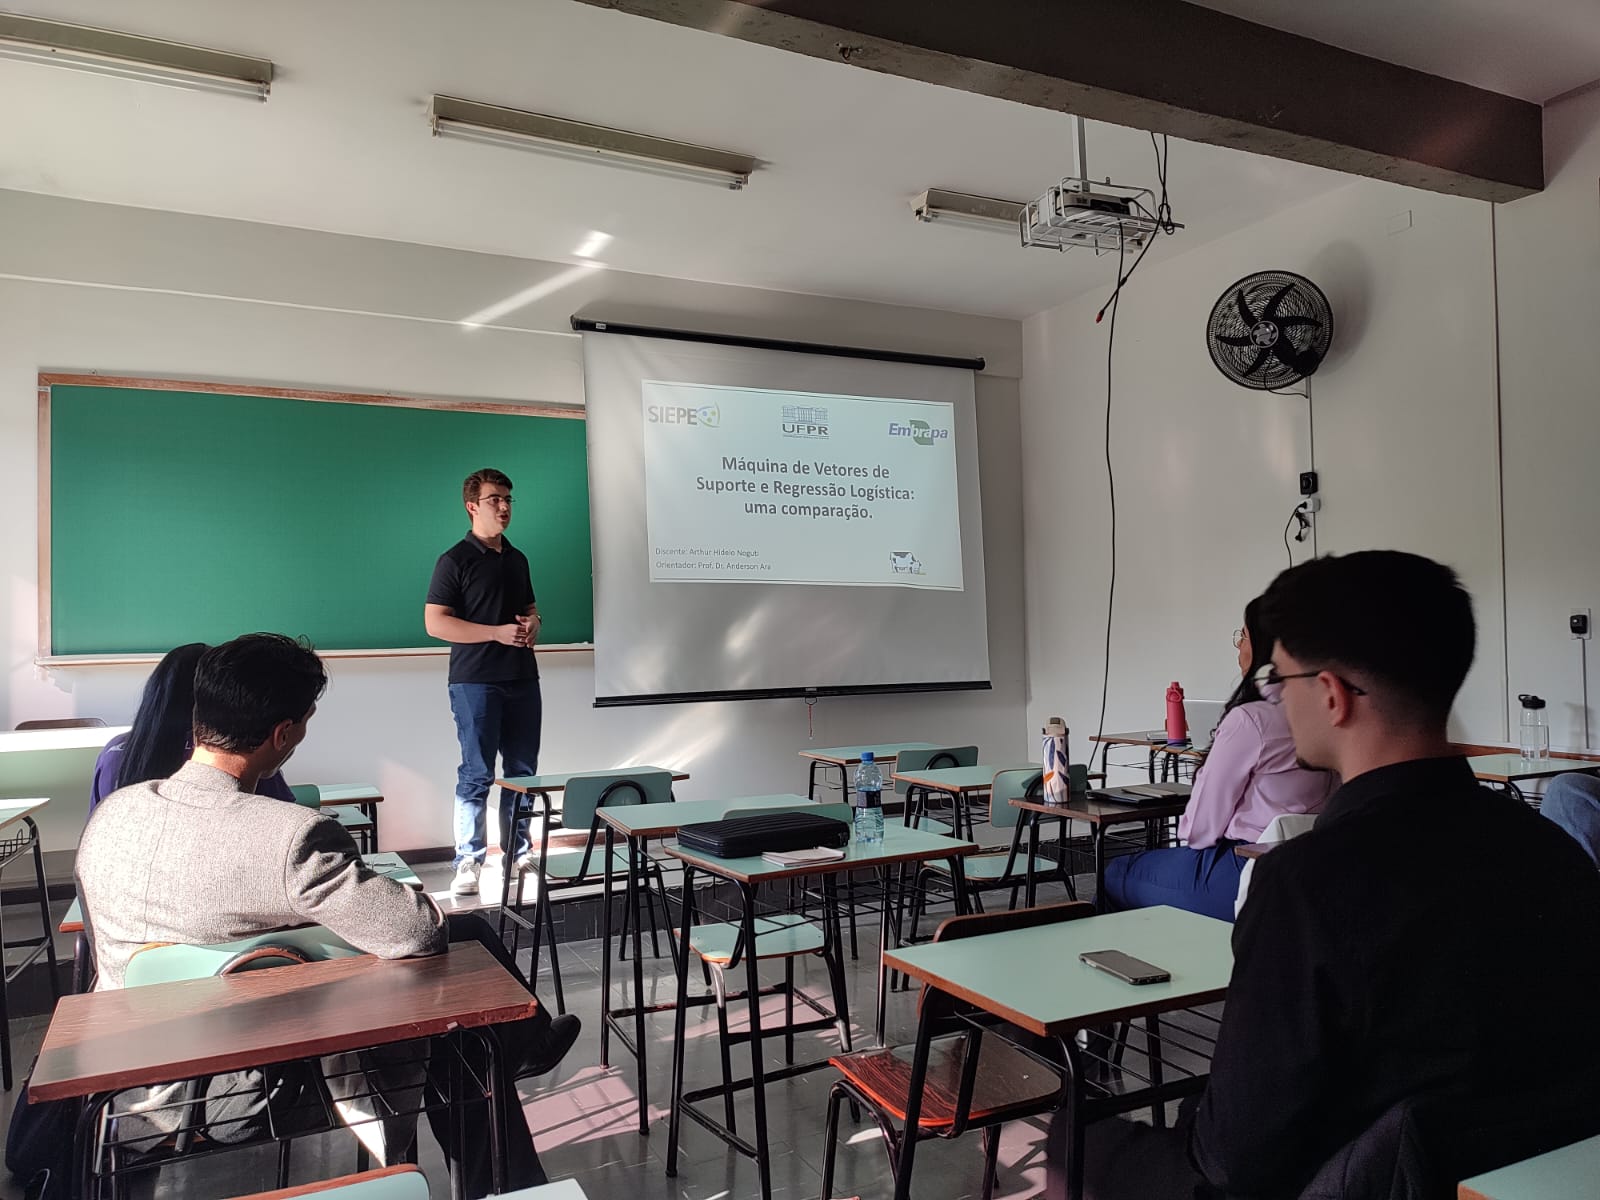 SIEPE
UFPR
Embrapa
Máquina de Vetores de
Suporte e Regressão Logística:
uma comparação.
Discente: Arthur Hideio Noguti
Orientador: Prof. Dr. Anderson Ara